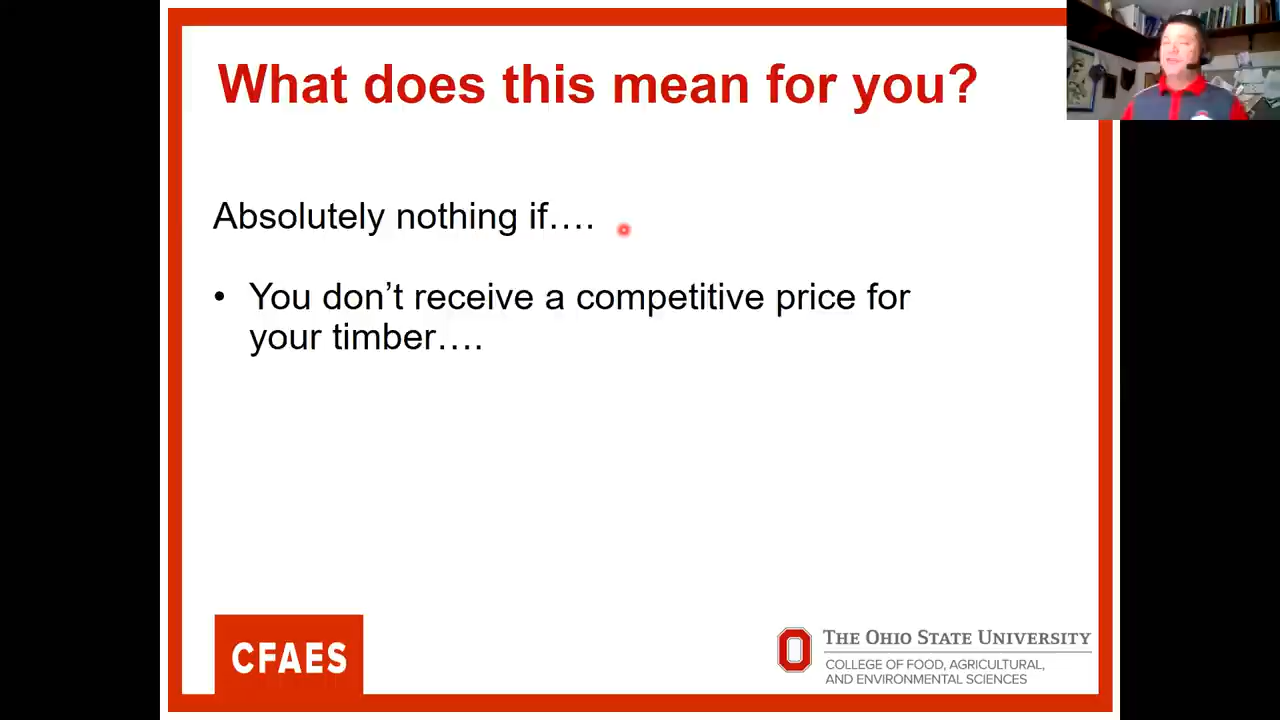 What does this mean for you?
Absolutely nothing if….
• You don’t receive a competitive price for
your timber….
CFAES
THE OHIO STATE UNIVERSITY
COLLEGE OF FOOD, AGRICULTURAL,
AND ENVIRONMENTAL SCIENCES